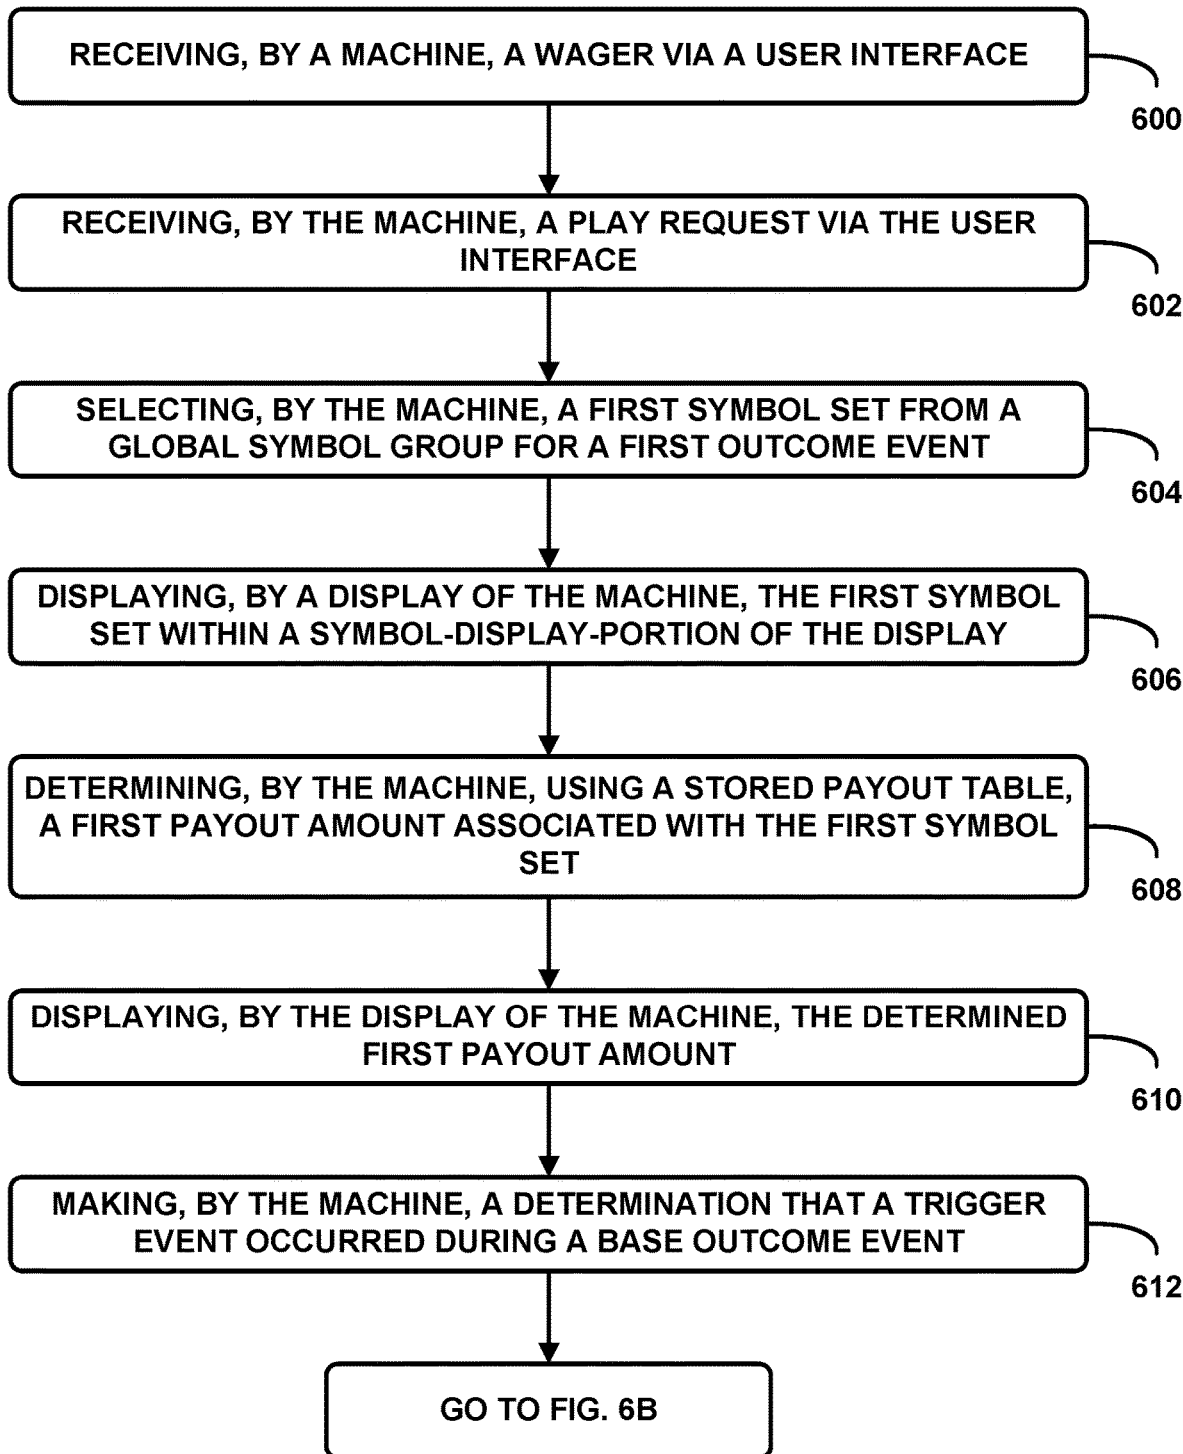 RECEIVING, BY A MACHINE, A WAGER VIA A USER INTERFACE
600
RECEIVING, BY THE MACHINE, A PLAY REQUEST VIA THE USER
INTERFACE
602
SELECTING, BY THE MACHINE, A FIRST SYMBOL SET FROM A
GLOBAL SYMBOL GROUP FOR A FIRST OUTCOME EVENT
604
DISPLAYING, BY A DISPLAY OF THE MACHINE, THE FIRST SYMBOL
SET WITHIN A SYMBOL-DISPLAY-PORTION OF THE DISPLAY
606
DETERMINING, BY THE MACHINE, USING A STORED PAYOUT TABLE,
A FIRST PAYOUT AMOUNT ASSOCIATED WITH THE FIRST SYMBOL
SET
608
DISPLAYING, BY THE DISPLAY OF THE MACHINE, THE DETERMINED
FIRST PAYOUT AMOUNT
610
MAKING, BY THE MACHINE, A DETERMINATION THAT A TRIGGER
EVENT OCCURRED DURING A BASE OUTCOME EVENT
612
GO TO FIG. 6B